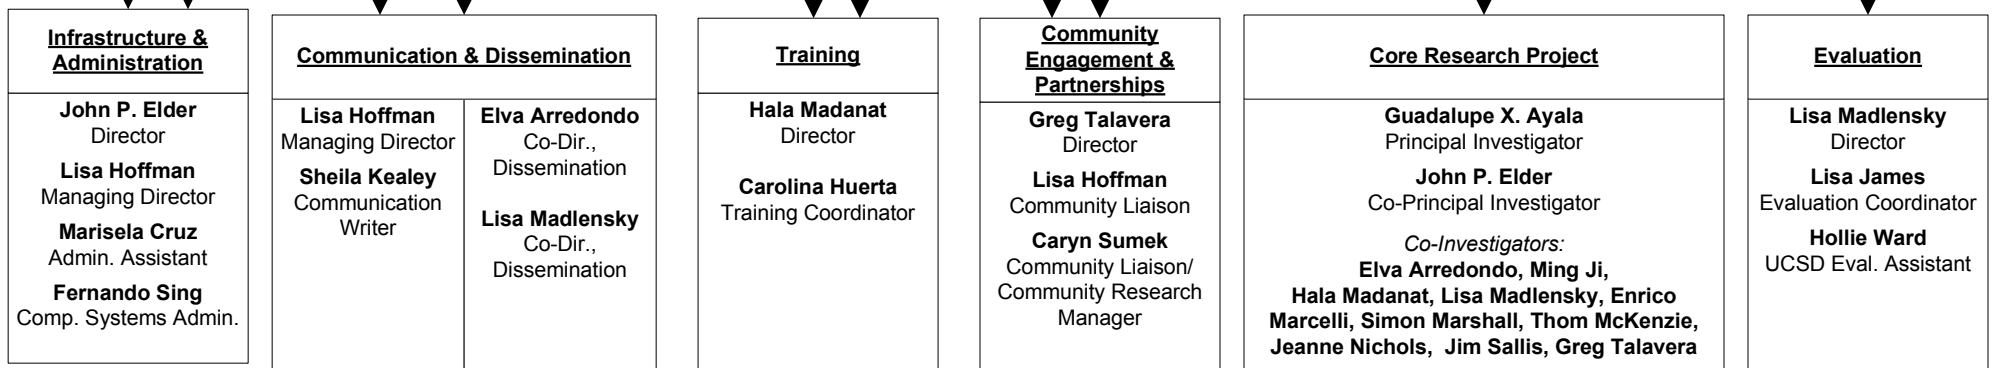 Infrastructure &
Administration
John P. Elder
Director
Lisa Hoffman
Managing Director
Marisela Cruz
Admin. Assistant
Fernando Sing
Comp. Systems Admin.
Communication & Dissemination
Lisa Hoffman
Managing Director
Sheila Kealey
Communication
Writer
Elva Arredondo
Co-Dir.,
Dissemination
Lisa Madlensky
Co-Dir.,
Dissemination
Training
Hala Madanat
Director
Carolina Huerta
Training Coordinator
Community
Engagement &
Partnerships
Greg Talavera
Director
Lisa Hoffman
Community Liaison
Caryn Sumek
Community Liaison/
Community Research
Manager
Core Research Project
Guadalupe X. Ayala
Principal Investigator
John P. Elder
Co-Principal Investigator
Co-Investigators:
Elva Arredondo, Ming Ji,
Hala Madanat, Lisa Madlensky, Enrico
Marcelli, Simon Marshall, Thom McKenzie,
Jeanne Nichols, Jim Sallis, Greg Talavera
Evaluation
Lisa Madlensky
Director
Lisa James
Evaluation Coordinator
Hollie Ward
UCSD Eval. Assistant